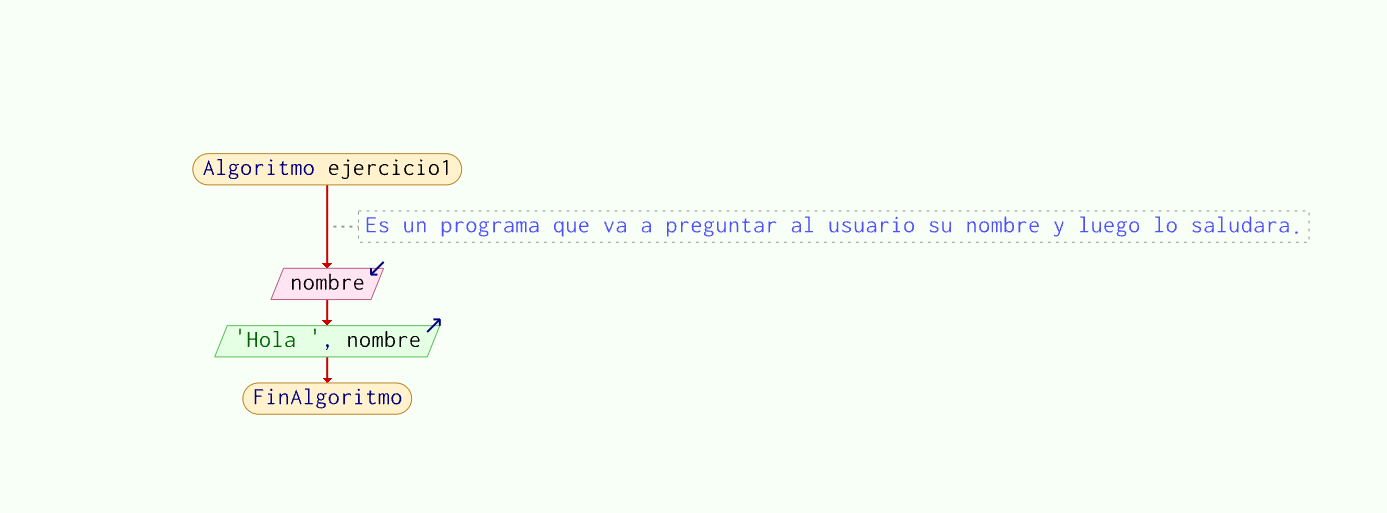 Algoritmo ejercicio1
Es un programa que va a preguntar al usuario su nombre y luego lo saludara.
nombre
'Hola ', nombre
FinAlgoritmo